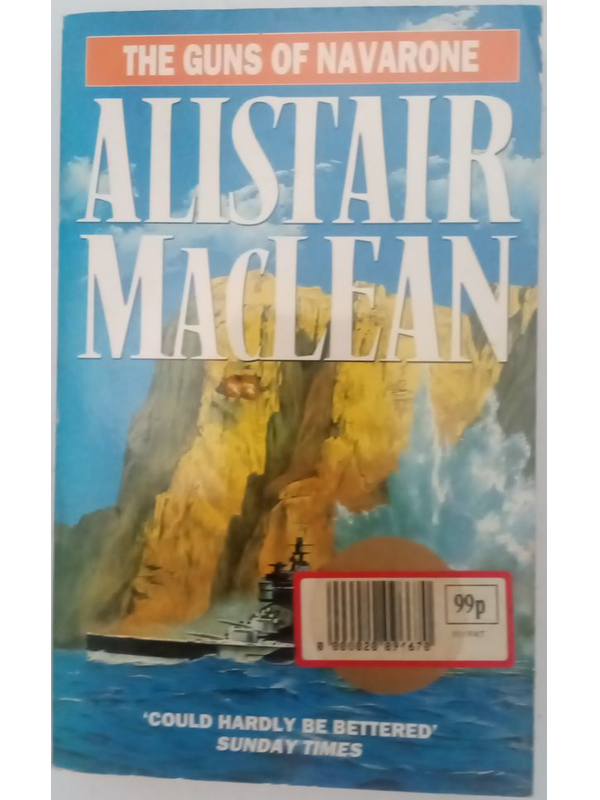 THE GUNS OF NAVARONE
ALISTAIR
MACLEAN
99p
'COULD HARDLY BE BETTERED'
SUNDAY TIMES